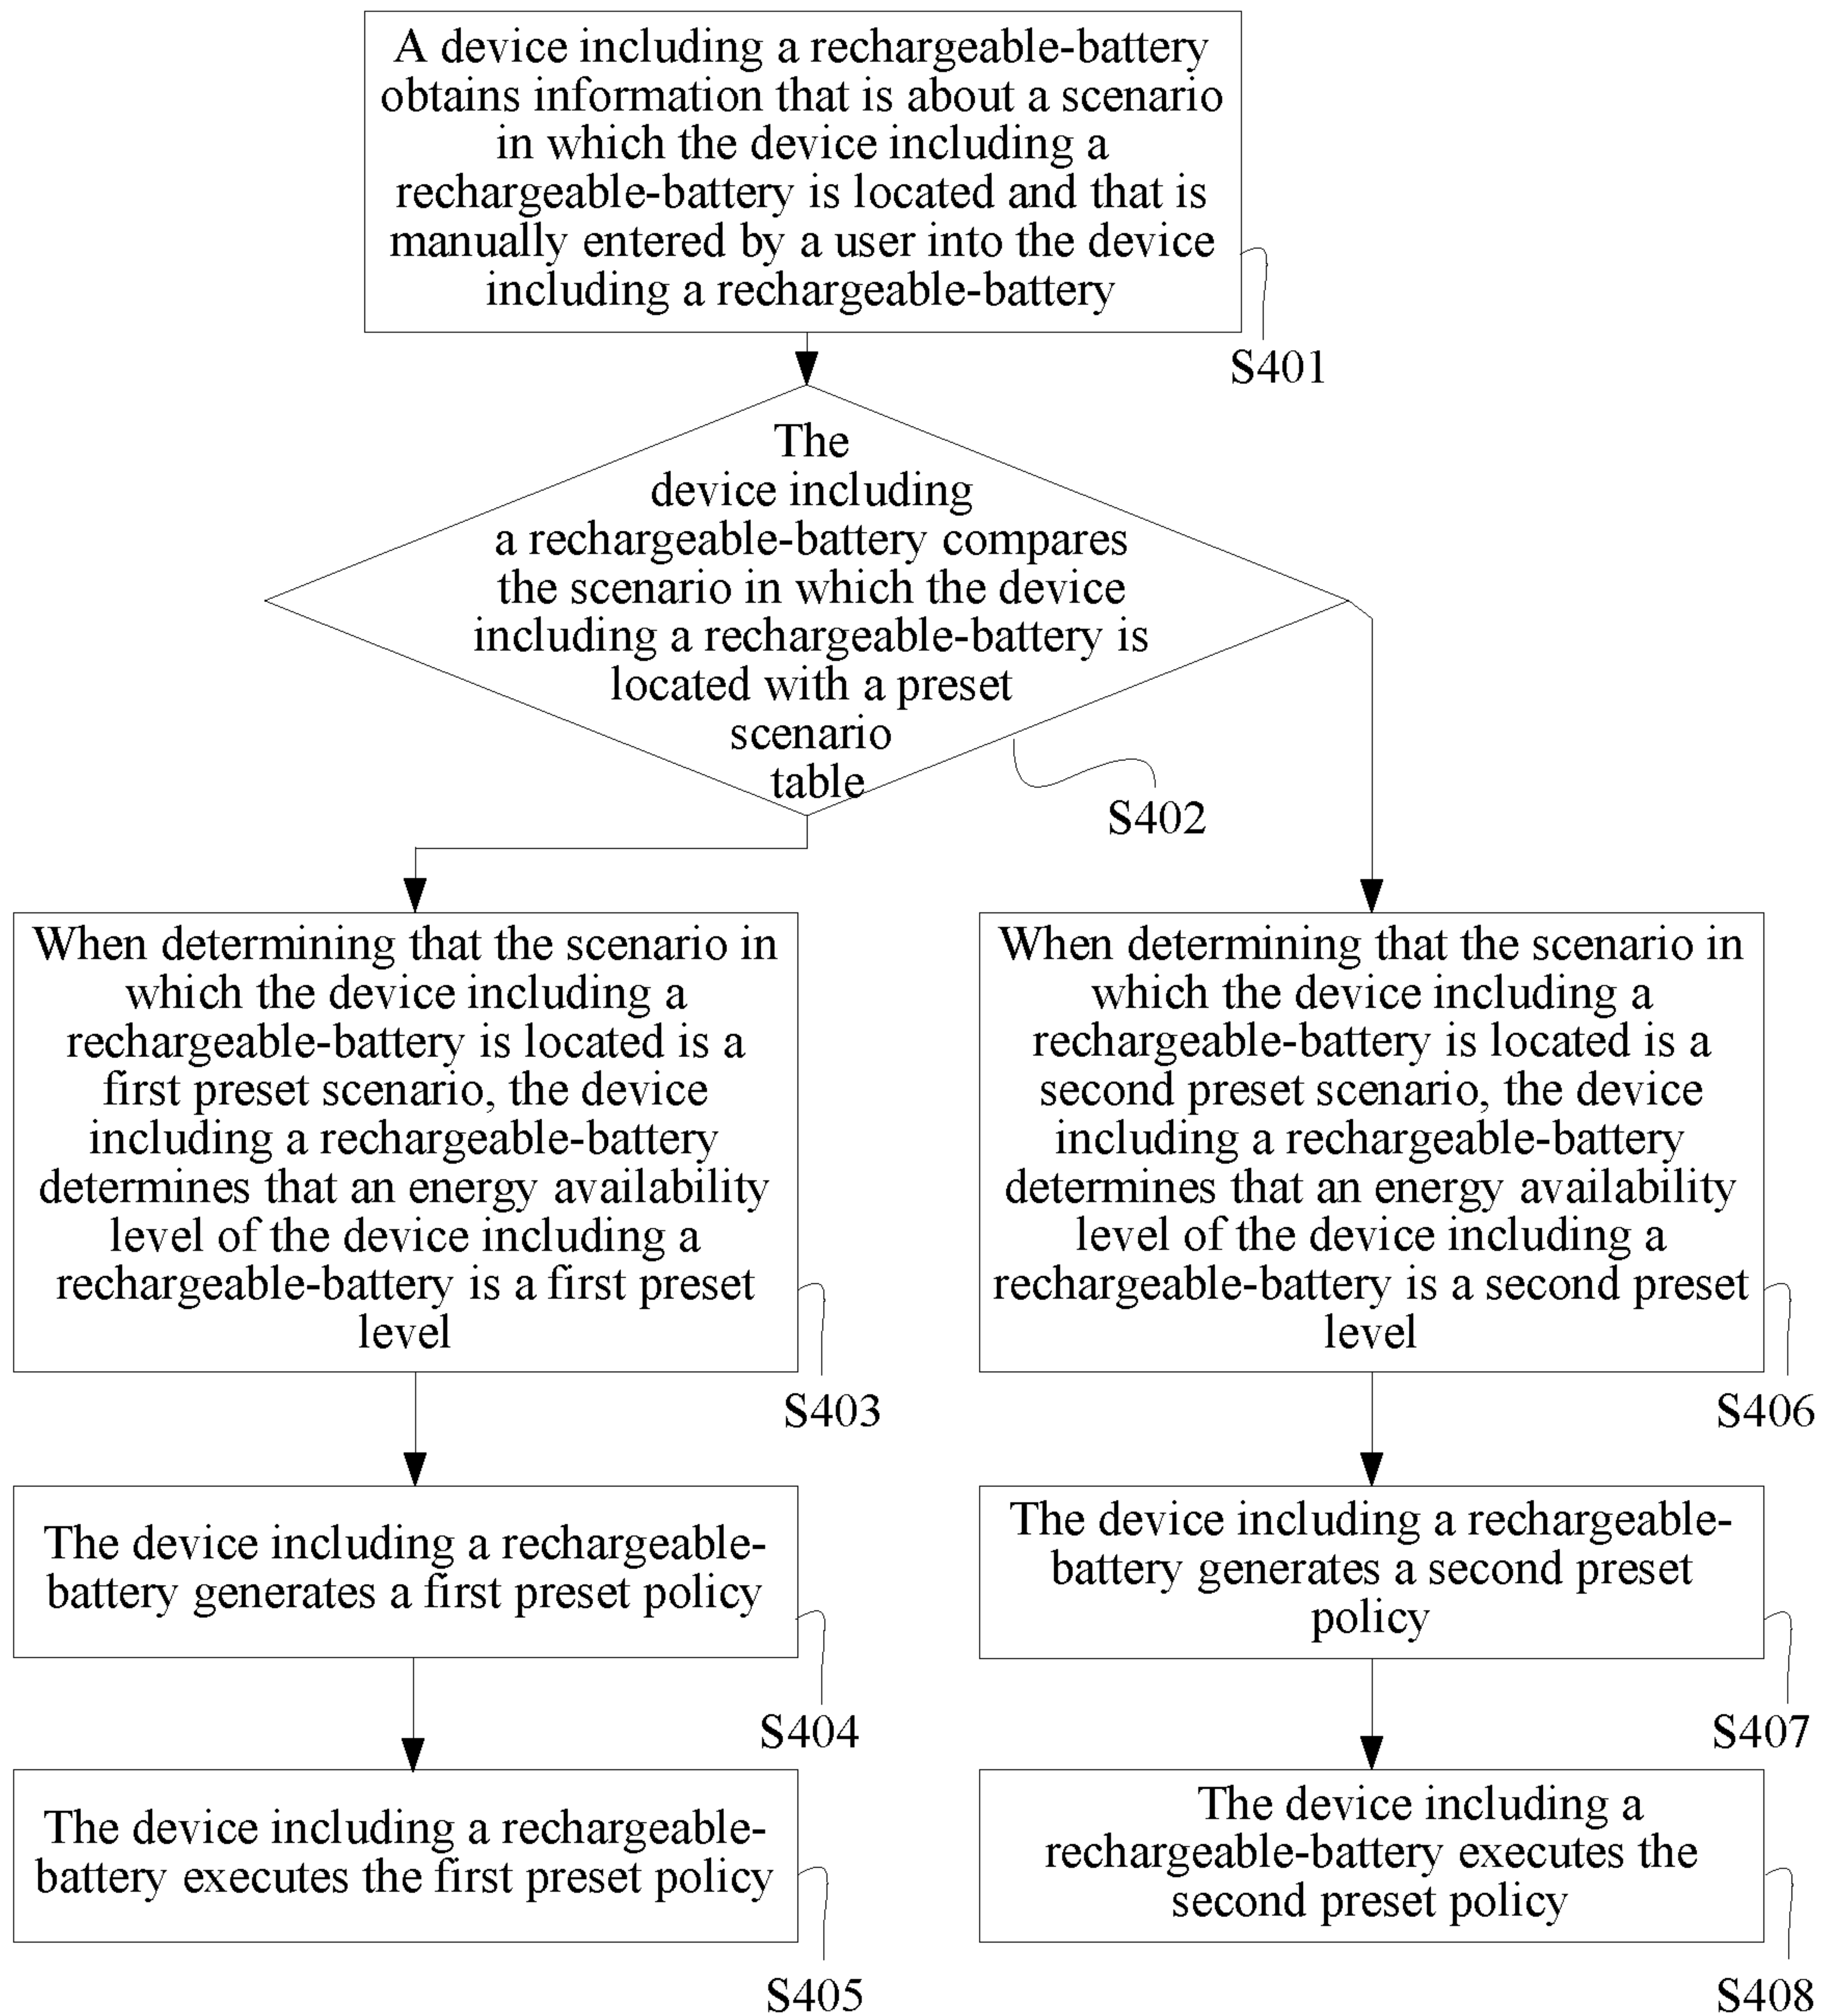 A device including a rechargeable-battery
obtains information that is about a scenario
in which the device including a
rechargeable-battery is located and that is
manually entered by a user into the device
including a rechargeable-battery
S401
The
device including
a rechargeable-battery compares
the scenario in which the device
including a rechargeable-battery is
located with a preset
scenario
table
S402
When determining that the scenario in
which the device including a
rechargeable-battery is located is a
first preset scenario, the device
including a rechargeable-battery
determines that an energy availability
level of the device including a
rechargeable-battery is a first preset
level
S403
When determining that the scenario in
which the device including a
rechargeable-battery is located is a
second preset scenario, the device
including a rechargeable-battery
determines that an energy availability
level of the device including a
rechargeable-battery is a second preset
level
S406
The device including a rechargeable-
battery generates a first preset policy
S404
The device including a rechargeable-
battery generates a second preset
policy
S407
The device including a rechargeable-
battery executes the first preset policy
S405
The device including a
rechargeable-battery executes the
second preset policy
S408